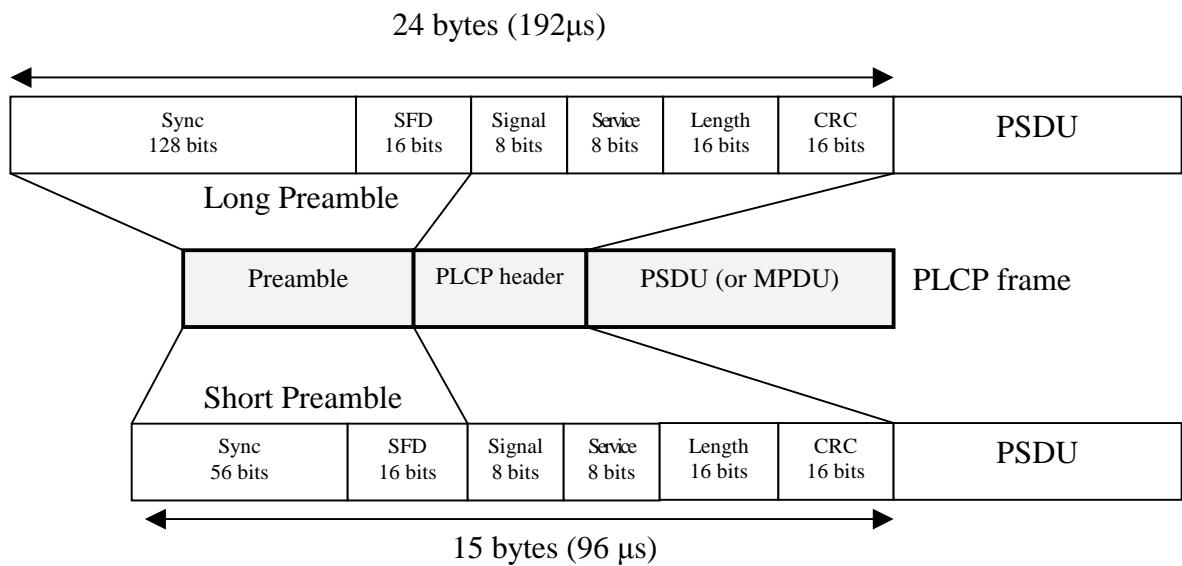 24 bytes (192μs)
Sync SFD Signal Service Length CRC PSDU
128 bits 16 bits 8 bits 8 bits 16 bits 16 bits
Long Preamble
Preamble PLCP header PSDU (or MPDU) PLCP frame
Short Preamble
Sync SFD Signal Service Length CRC PSDU
56 bits 16 bits 8 bits 8 bits 16 bits 16 bits
15 bytes (96 μs)